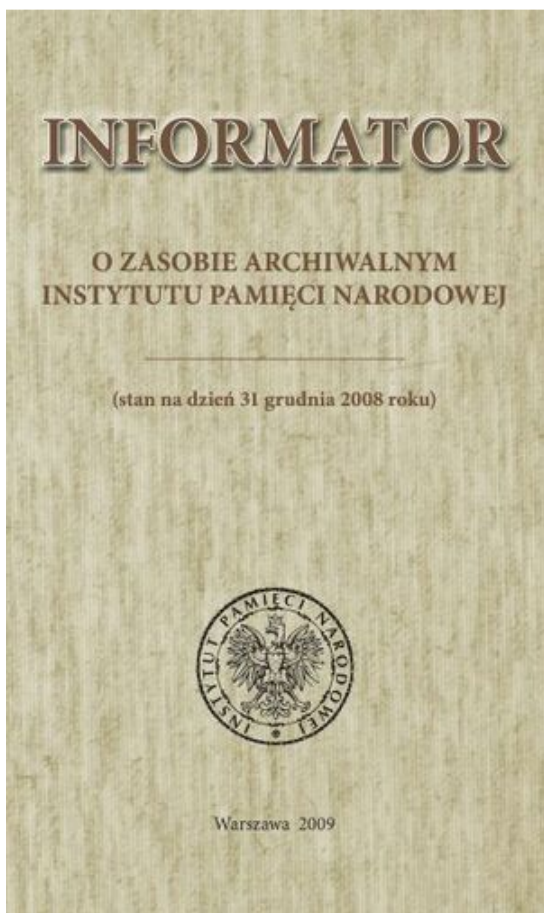 INFORMATOR
O ZASOBIE ARCHIWALNYM
INSTYTUTU PAMIĘCI NARODOWEJ
(stan na dzień 31 grudnia 2008 roku)
INSTYTUT PAMIĘCI NARODOWEJ
Warszawa 2009